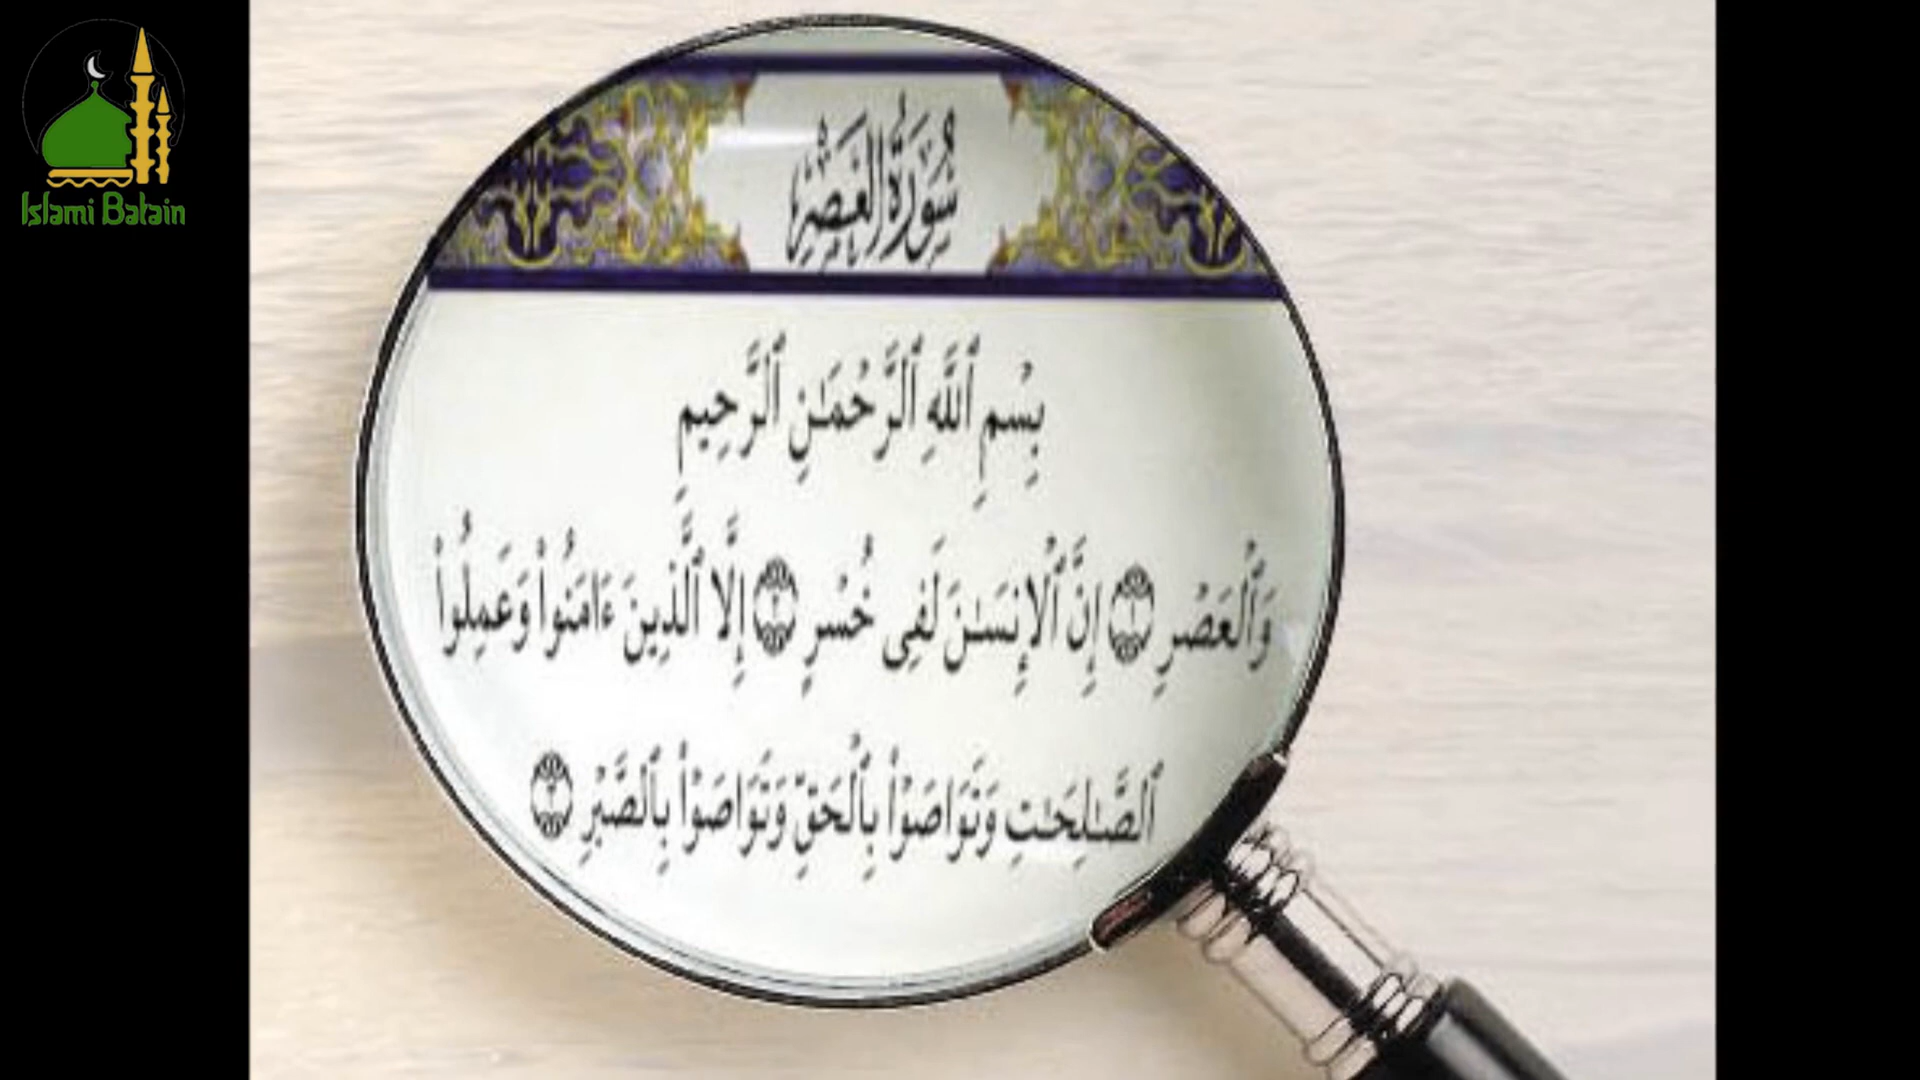 Islami Batain
سُورَةُ العَصْرِ
بِسْمِ ٱللَّهِ ٱلرَّحْمَـٰنِ ٱلرَّحِيمِ
وَٱلْعَصْرِ ١ إِنَّ ٱلْإِنسَـٰنَ لَفِى خُسْرٍ ٢ إِلَّا ٱلَّذِينَ ءَامَنُوا۟ وَعَمِلُوا۟
ٱلصَّـٰلِحَـٰتِ وَتَوَاصَوْا۟ بِٱلْحَقِّ وَتَوَاصَوْا۟ بِٱلصَّبْرِ ٣